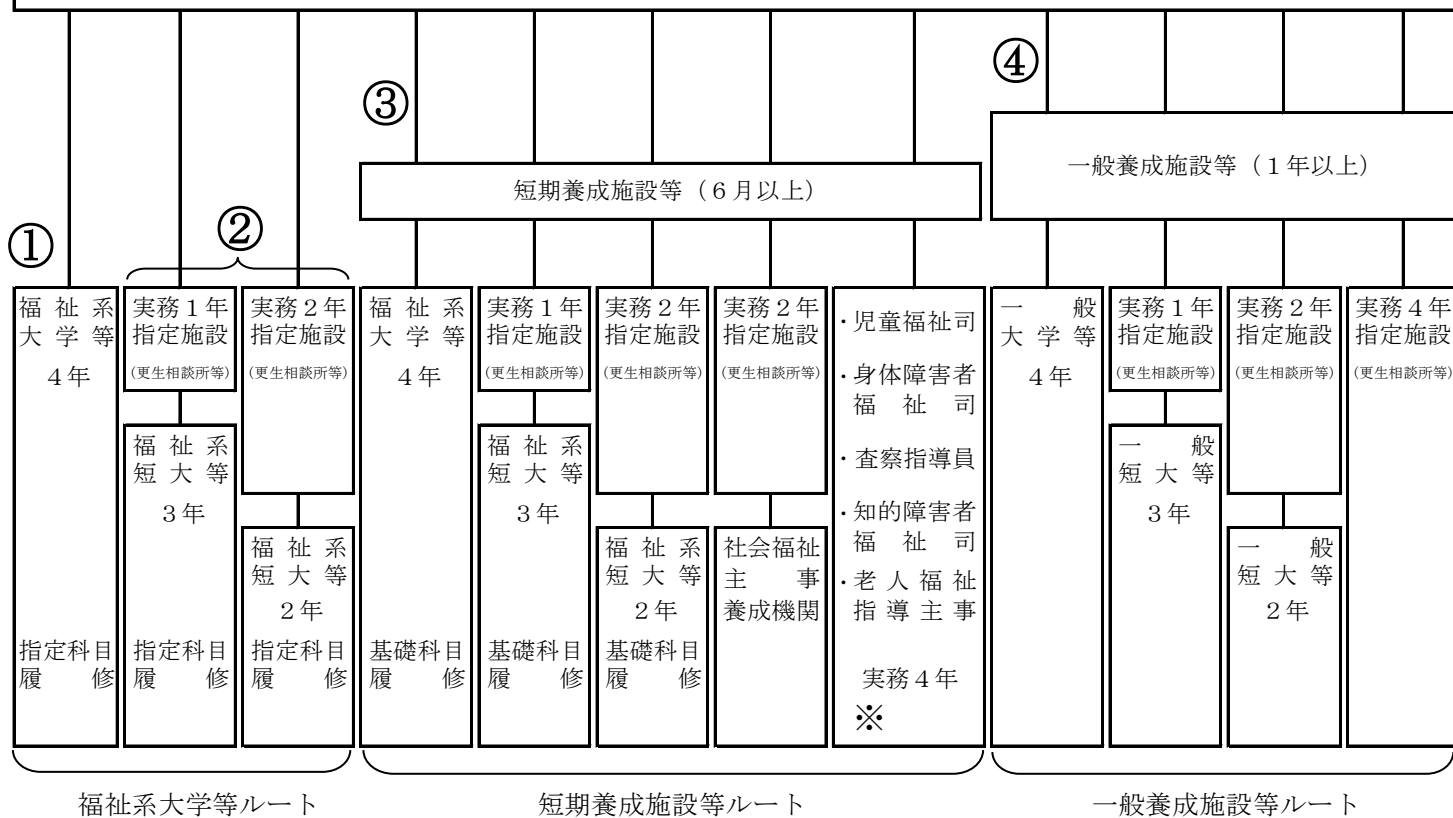 ④
③
一般養成施設等（１年以上）
短期養成施設等（６月以上）
②
①
福祉系
大学等
４年
指定科目
履修
実務１年
指定施設
(更生相談所等)
福祉系
短大等
３年
指定科目
履修
実務２年
指定施設
(更生相談所等)
福祉系
短大等
２年
指定科目
履修
福祉系
大学等
４年
基礎科目
履修
実務１年
指定施設
(更生相談所等)
福祉系
短大等
３年
基礎科目
履修
実務２年
指定施設
(更生相談所等)
福祉系
短大等
２年
基礎科目
履修
実務２年
指定施設
(更生相談所等)
社会福祉
主事
養成機関
・児童福祉司
・身体障害者
福祉司
・査察指導員
・知的障害者
福祉司
・老人福祉
指導主事
実務４年
※
一般
大学等
４年
実務１年
指定施設
(更生相談所等)
一般
短大等
３年
実務２年
指定施設
(更生相談所等)
一般
短大等
２年
実務４年
指定施設
(更生相談所等)
福祉系大学等ルート
短期養成施設等ルート
一般養成施設等ルート